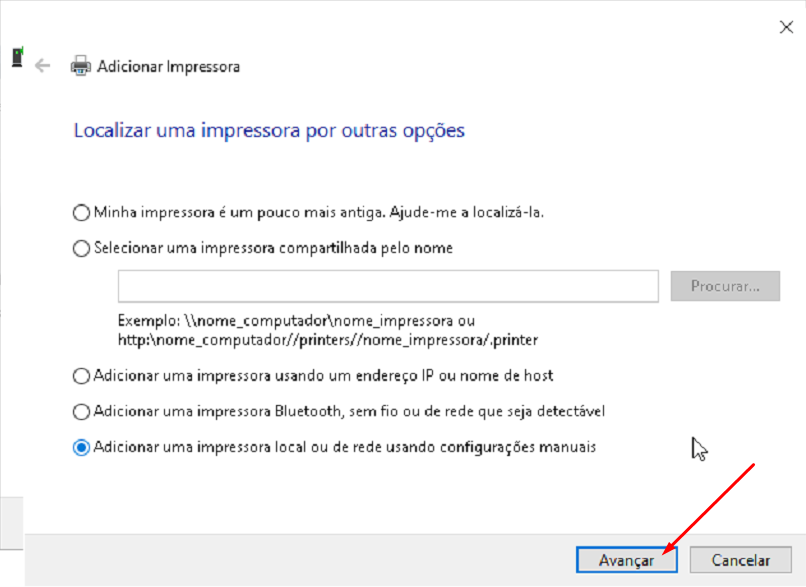 Adicionar Impressora
Localizar uma impressora por outras opções
Minha impressora é um pouco mais antiga. Ajude-me a localizá-la.
Selecionar uma impressora compartilhada pelo nome
Procurar...
Exemplo: \\nome_computador\nome_impressora ou
http:\nome_computador//printers//nome_impressora/.printer
Adicionar uma impressora usando um endereço IP ou nome de host
Adicionar uma impressora Bluetooth, sem fio ou de rede que seja detectável
Adicionar uma impressora local ou de rede usando configurações manuais
Avançar
Cancelar